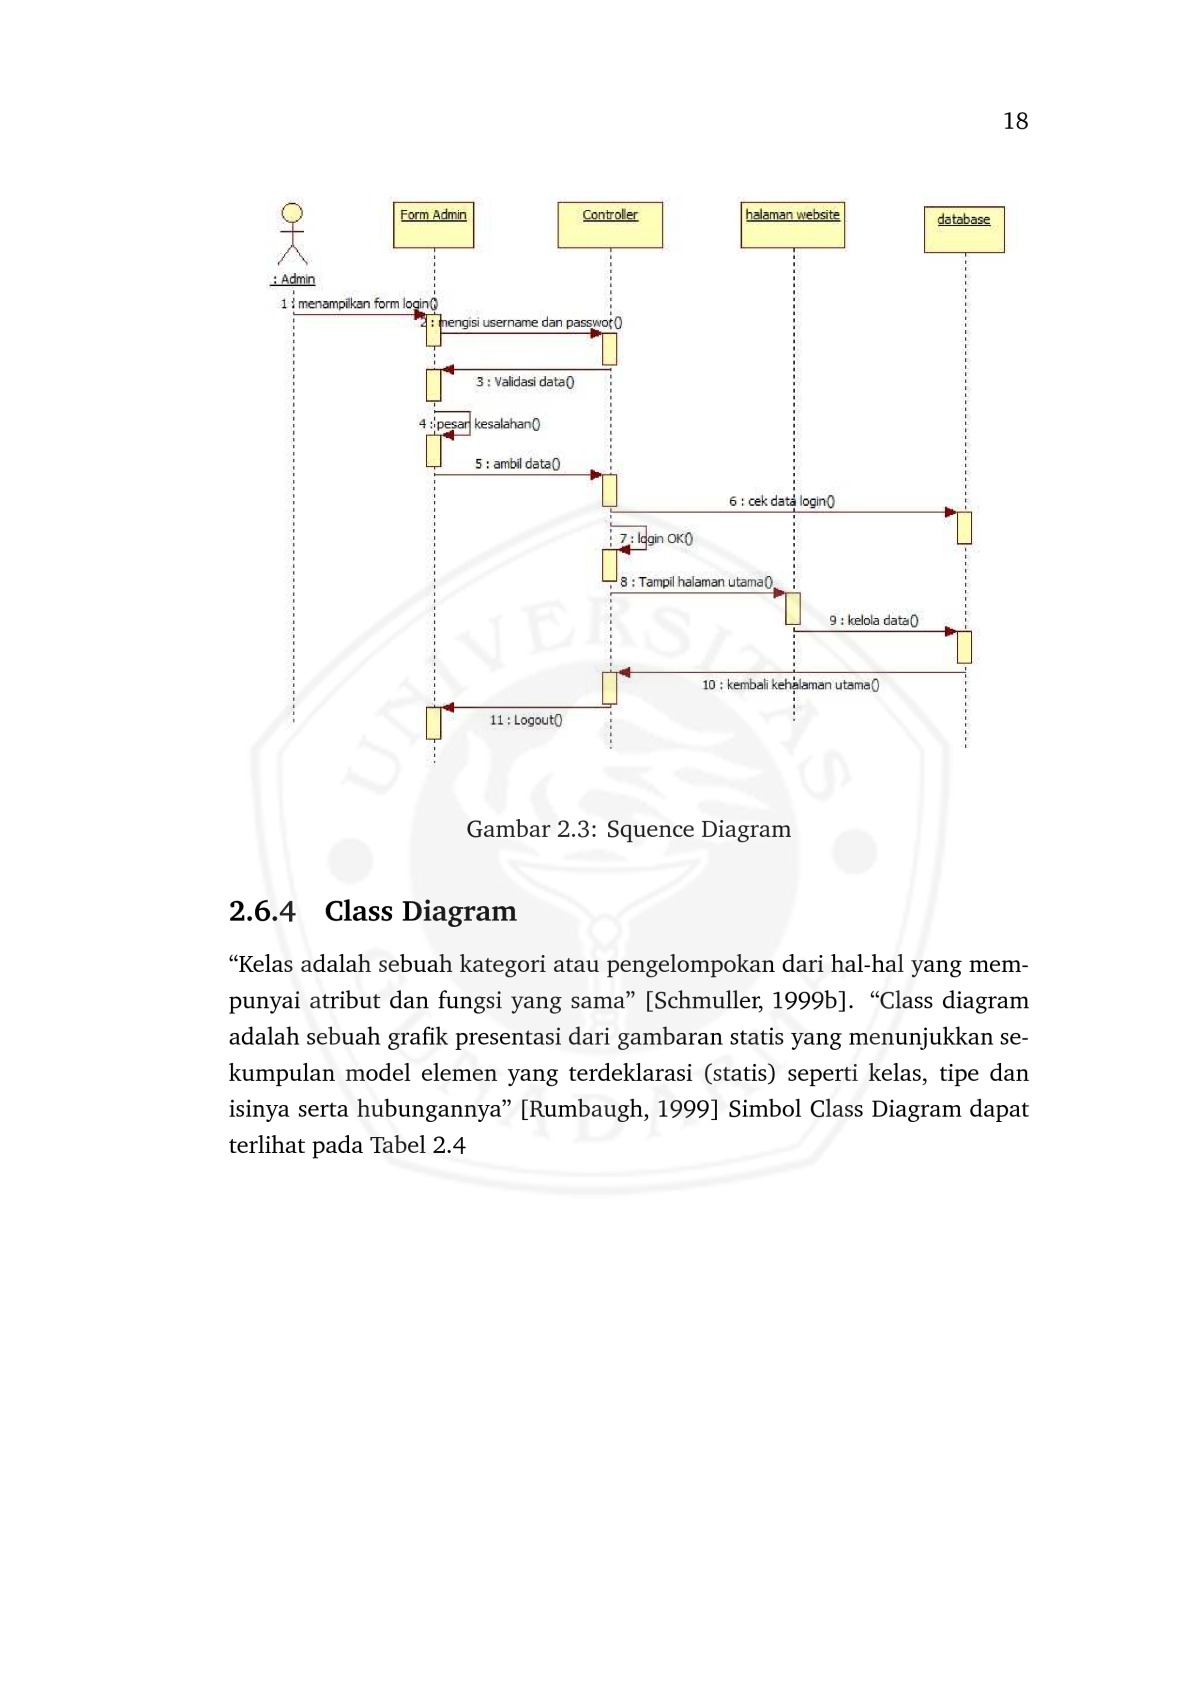 18
Form Admin
Controller
halaman website
database
: Admin
1 : menampilkan form login()
2 : mengisi username dan passwor()
3 : Validasi data()
4 : pesan kesalahan()
5 : ambil data()
6 : cek data login()
7 : login OK()
8 : Tampil halaman utama()
9 : kelola data()
10 : kembali kehalaman utama()
11 : Logout()
UNIVERSITAS
Gambar 2.3: Squence Diagram
2.6.4 Class Diagram
“Kelas adalah sebuah kategori atau pengelompokan dari hal-hal yang mem-
punyai atribut dan fungsi yang sama” [Schmuller, 1999b]. “Class diagram
adalah sebuah grafik presentasi dari gambaran statis yang menunjukkan se-
kumpulan model elemen yang terdeklarasi (statis) seperti kelas, tipe dan
isinya serta hubungannya” [Rumbaugh, 1999] Simbol Class Diagram dapat
terlihat pada Tabel 2.4